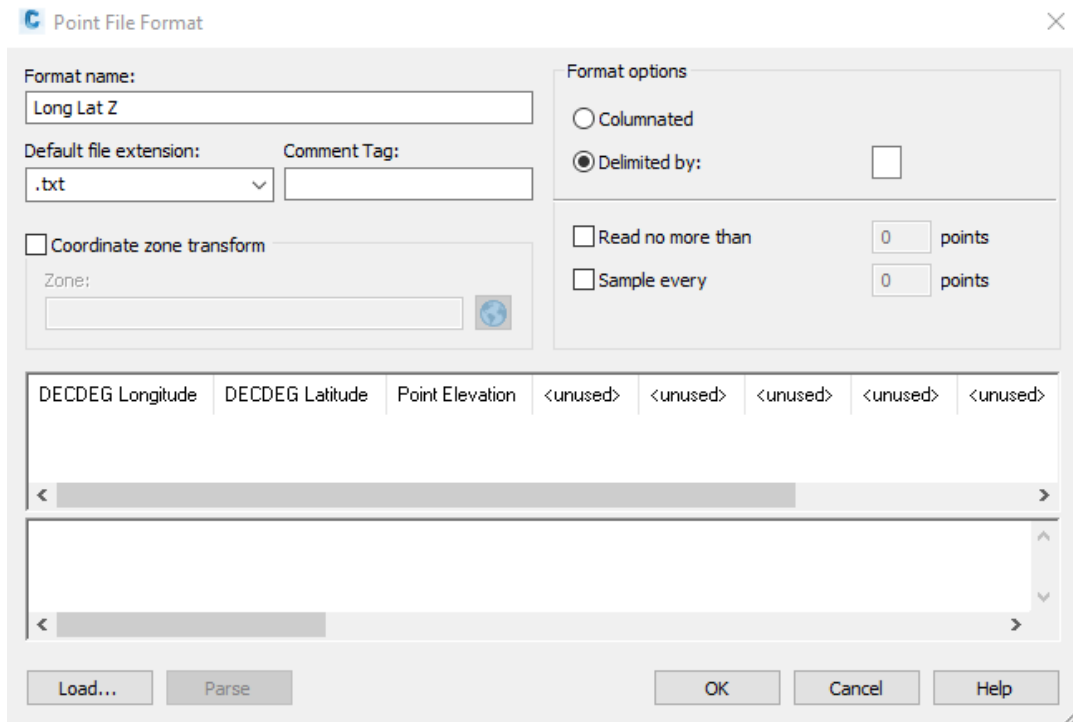 C Point File Format
Format name:
Long Lat Z
Default file extension:
Comment Tag:
.txt
Coordinate zone transform
Zone:
Format options
Columnated
Delimited by:
Read no more than 0 points
Sample every 0 points
DECDEG Longitude DECDEG Latitude Point Elevation <unused> <unused> <unused> <unused> <unused>
Load... Parse OK Cancel Help